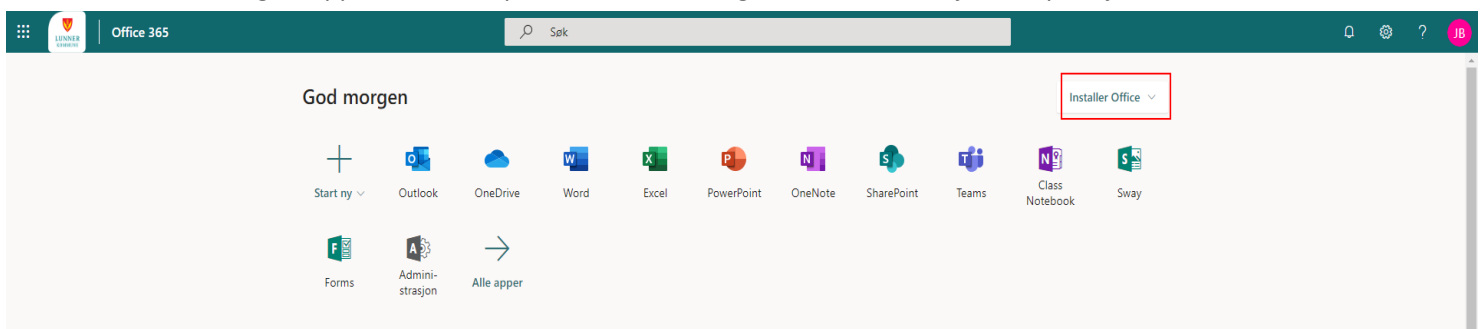 LUNNER
KOMMUNE
Office 365
Søk
?
JB
God morgen
Installer Office
Start ny
Outlook
OneDrive
Word
Excel
PowerPoint
OneNote
SharePoint
Teams
Class
Notebook
Sway
Forms
Admini-
strasjon
Alle apper